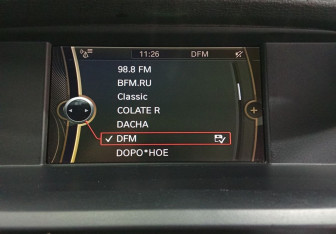 11:26 DFM
98.8 FM
BFM.RU
Classic
COLATE R
DACHA
DFM
DOPO*HOE